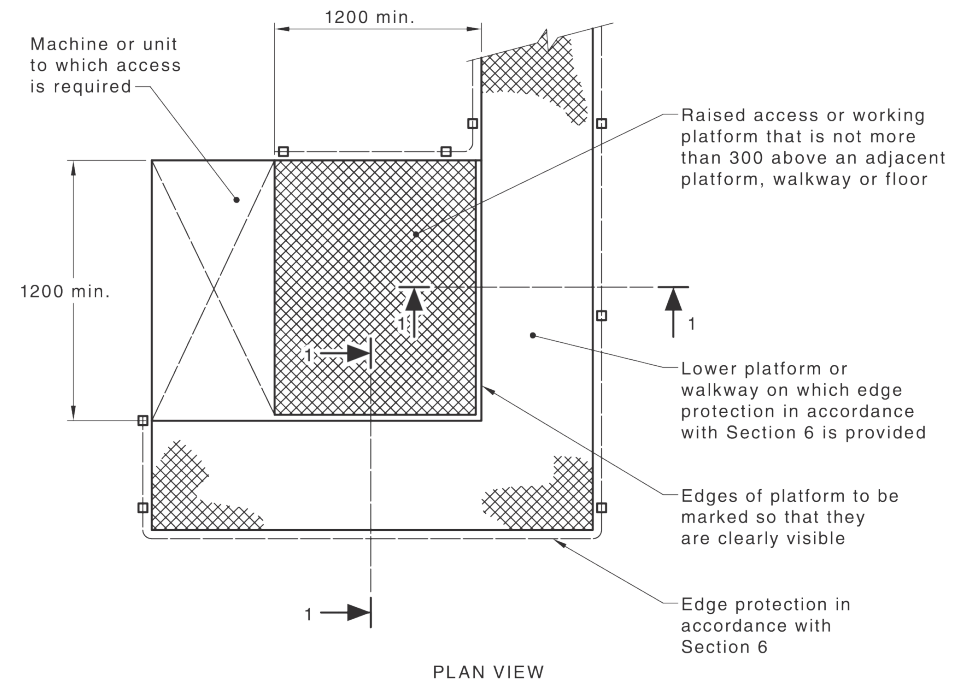 1200 min.
Machine or unit
to which access
is required
Raised access or working
platform that is not more
than 300 above an adjacent
platform, walkway or floor
1200 min.
1
1
1
Lower platform or
walkway on which edge
protection in accordance
with Section 6 is provided
Edges of platform to be
marked so that they
are clearly visible
Edge protection in
accordance with
Section 6
1
PLAN VIEW